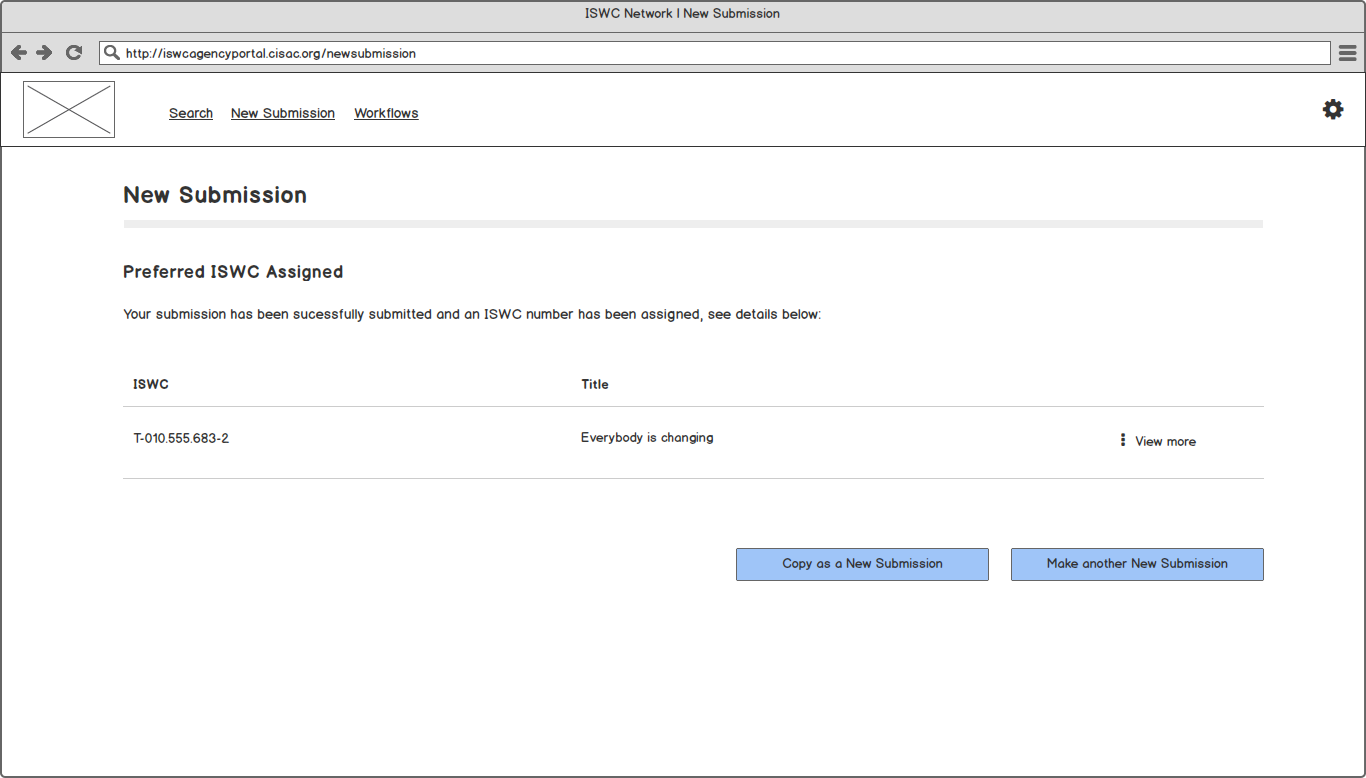 ISWC Network | New Submission
http://iswcagencyportal.cisac.org/newsubmission
Search New Submission Workflows
New Submission
Preferred ISWC Assigned
Your submission has been sucessfully submitted and an ISWC number has been assigned, see details below:
ISWC Title
T-010.555.683-2 Everybody is changing View more
Copy as a New Submission Make another New Submission